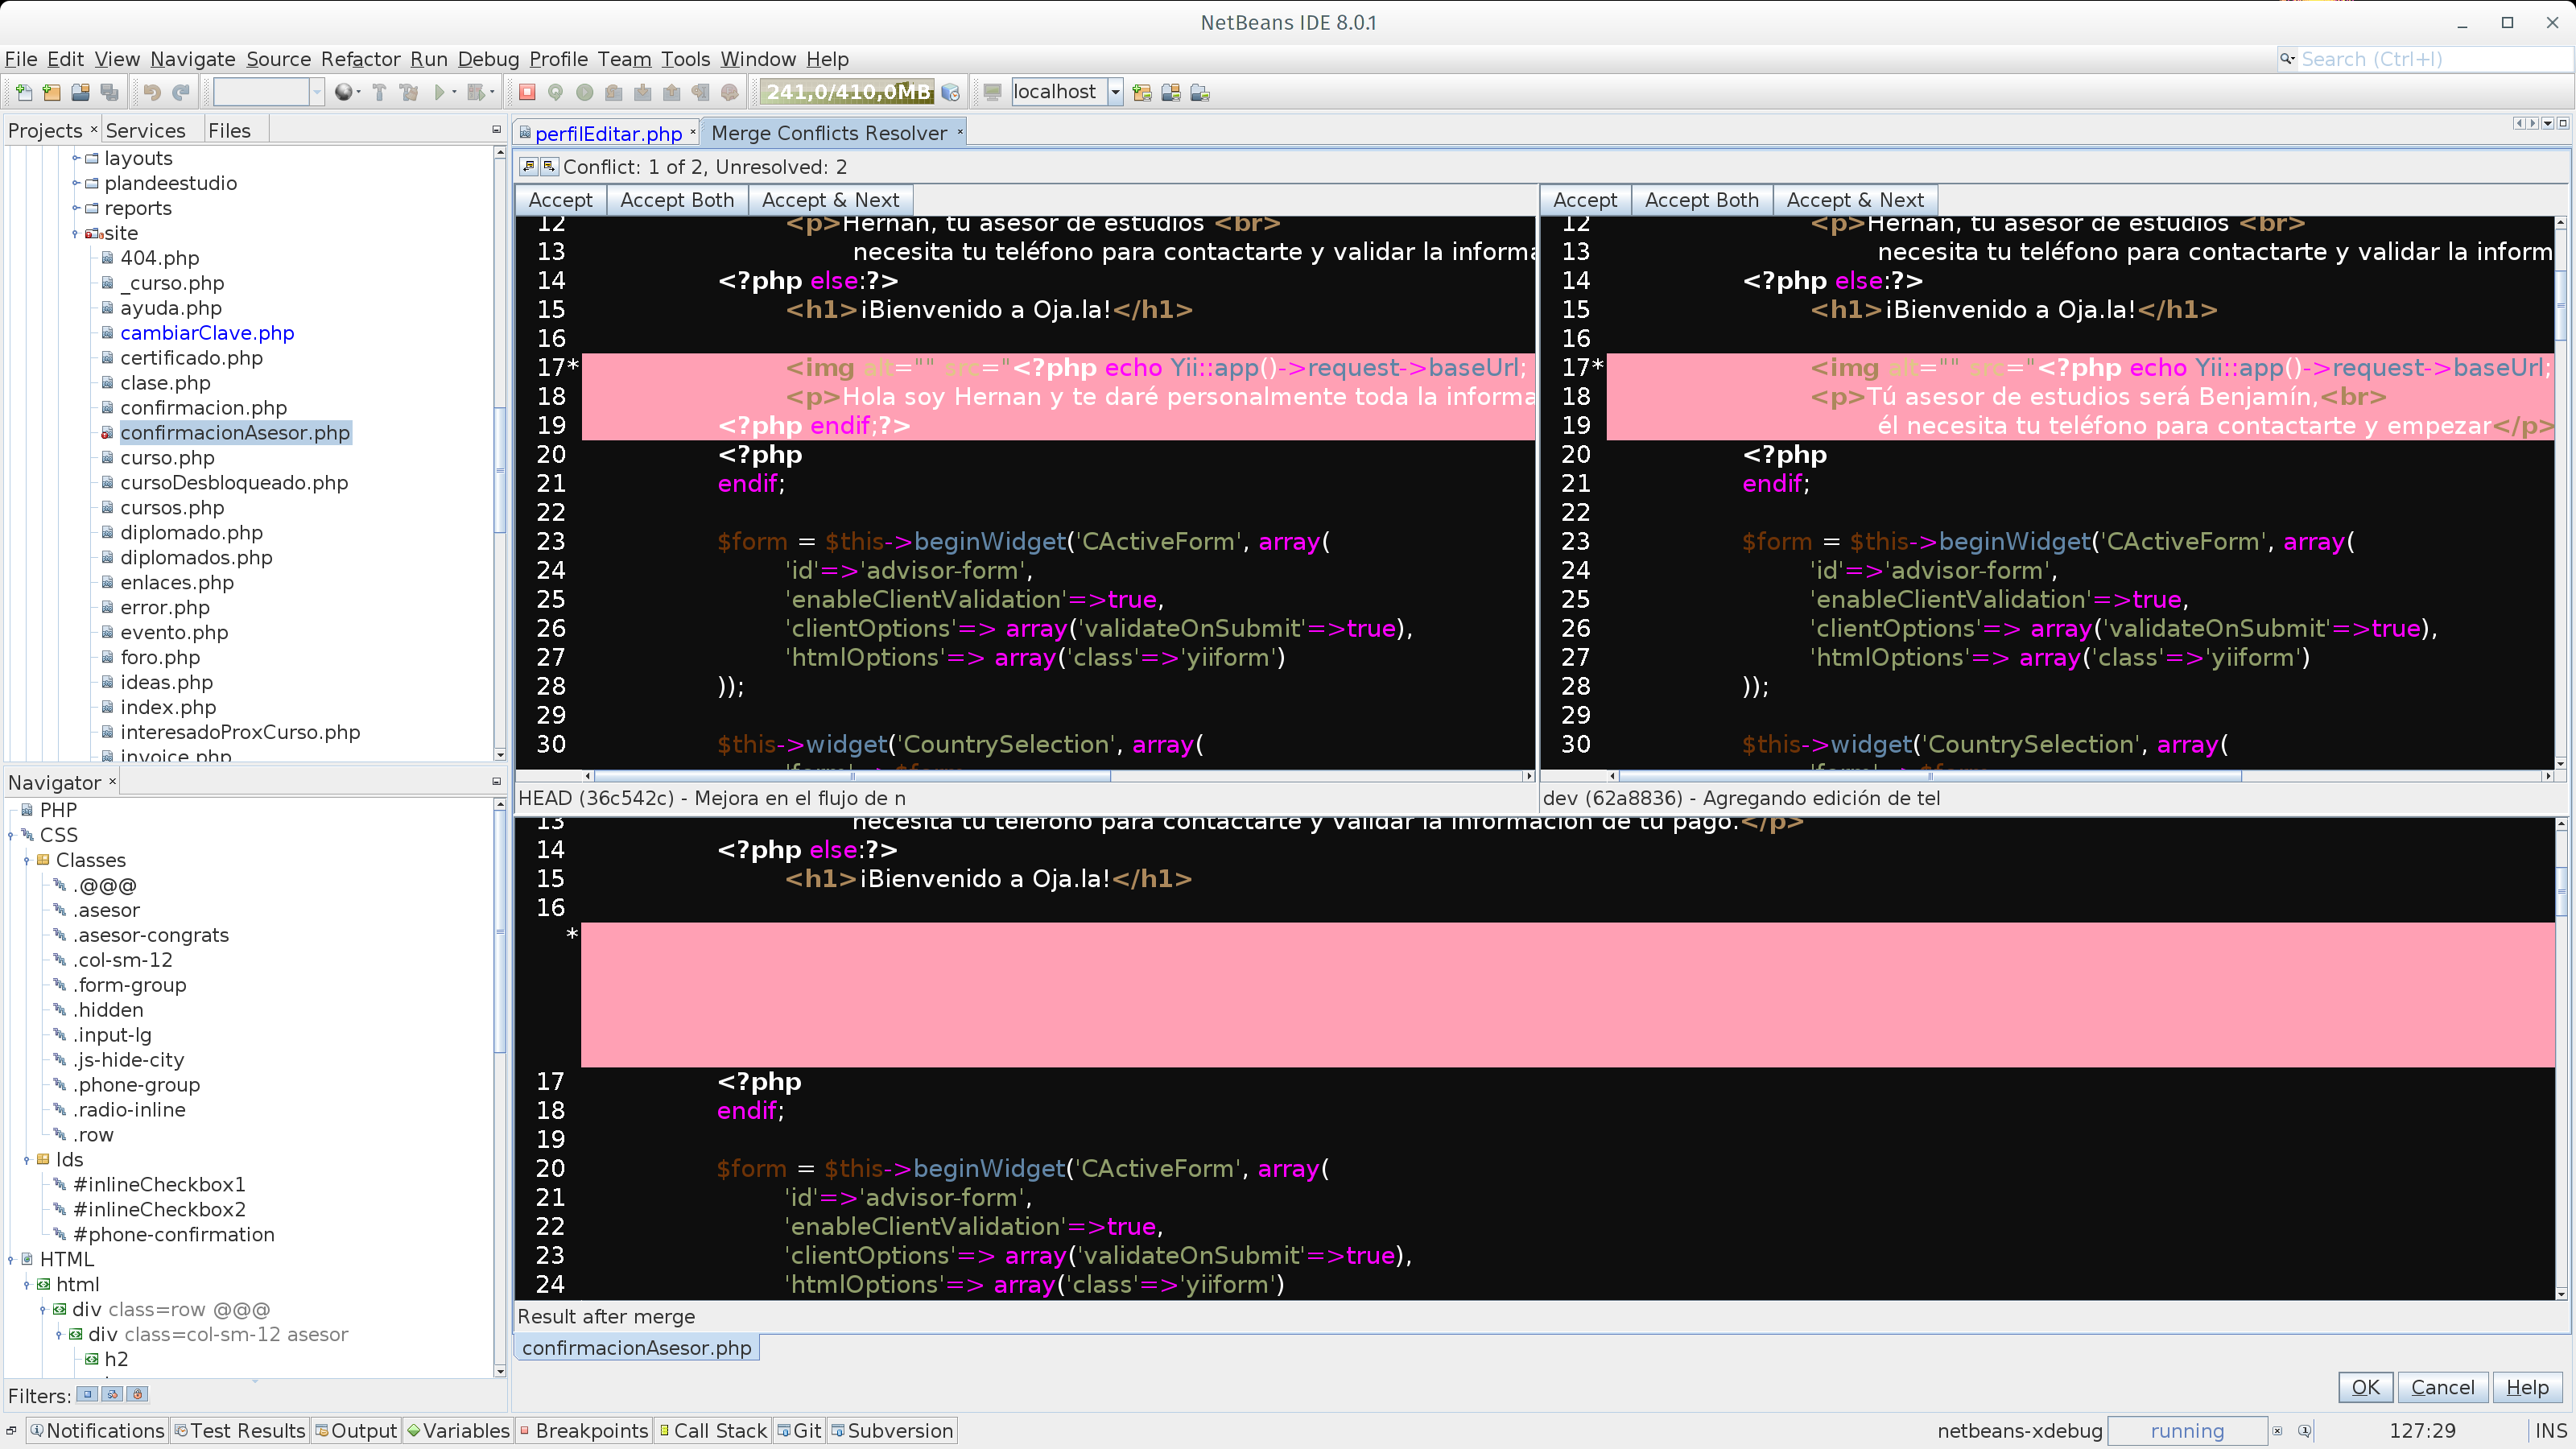 NetBeans IDE 8.0.1
File Edit View Navigate Source Refactor Run Debug Profile Team Tools Window Help
Search (Ctrl+I)
241,0/410,0MB
localhost
Projects Services Files
layouts
plandeestudio
reports
site
404.php
_curso.php
ayuda.php
cambiarClave.php
certificado.php
clase.php
confirmacion.php
confirmacionAsesor.php
curso.php
cursoDesbloqueado.php
cursos.php
diplomado.php
diplomados.php
enlaces.php
error.php
evento.php
foro.php
ideas.php
index.php
interesadoProxCurso.php
invoice.php
Navigator
PHP
CSS
Classes
.@@@
.asesor
.asesor-congrats
.col-sm-12
.form-group
.hidden
.input-lg
.js-hide-city
.phone-group
.radio-inline
.row
Ids
#inlineCheckbox1
#inlineCheckbox2
#phone-confirmation
HTML
html
div class=row @@@
div class=col-sm-12 asesor
h2
Filters:
perfilEditar.php Merge Conflicts Resolver
Conflict: 1 of 2, Unresolved: 2
Accept Accept Both Accept & Next
12 <p>Hernan, tu asesor de estudios <br>
13 necesita tu teléfono para contactarte y validar la informa
14 <?php else:?>
15 <h1>¡Bienvenido a Oja.la!</h1>
16
17* <img alt="" src="<?php echo Yii::app()->request->baseUrl;
18 <p>Hola soy Hernan y te daré personalmente toda la informa
19 <?php endif;?>
20 <?php
21 endif;
22
23 $form = $this->beginWidget('CActiveForm', array(
24 'id'=>'advisor-form',
25 'enableClientValidation'=>true,
26 'clientOptions'=> array('validateOnSubmit'=>true),
27 'htmlOptions'=> array('class'=>'yiiform')
28 ));
29
30 $this->widget('CountrySelection', array(
HEAD (36c542c) - Mejora en el flujo de n
Accept Accept Both Accept & Next
12 <p>Hernan, tu asesor de estudios <br>
13 necesita tu teléfono para contactarte y validar la inform
14 <?php else:?>
15 <h1>¡Bienvenido a Oja.la!</h1>
16
17* <img alt="" src="<?php echo Yii::app()->request->baseUrl;
18 <p>Tú asesor de estudios será Benjamín,<br>
19 él necesita tu teléfono para contactarte y empezar</p>
20 <?php
21 endif;
22
23 $form = $this->beginWidget('CActiveForm', array(
24 'id'=>'advisor-form',
25 'enableClientValidation'=>true,
26 'clientOptions'=> array('validateOnSubmit'=>true),
27 'htmlOptions'=> array('class'=>'yiiform')
28 ));
29
30 $this->widget('CountrySelection', array(
dev (62a8836) - Agregando edición de tel
13 necesita tu teléfono para contactarte y validar la información de tu pago.</p>
14 <?php else:?>
15 <h1>¡Bienvenido a Oja.la!</h1>
16
*
17 <?php
18 endif;
19
20 $form = $this->beginWidget('CActiveForm', array(
21 'id'=>'advisor-form',
22 'enableClientValidation'=>true,
23 'clientOptions'=> array('validateOnSubmit'=>true),
24 'htmlOptions'=> array('class'=>'yiiform')
Result after merge
confirmacionAsesor.php
OK Cancel Help
Notifications Test Results Output Variables Breakpoints Call Stack Git Subversion
netbeans-xdebug running 127:29 INS